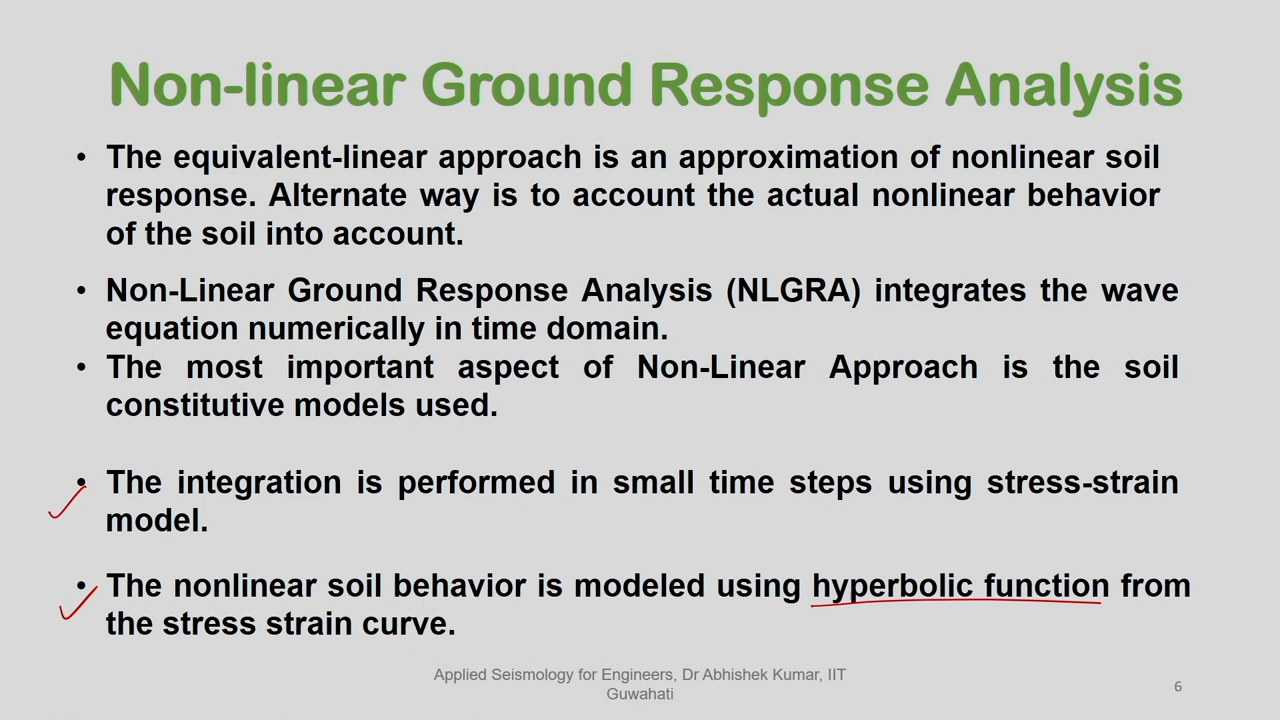 Non-linear Ground Response Analysis
• The equivalent-linear approach is an approximation of nonlinear soil
response. Alternate way is to account the actual nonlinear behavior
of the soil into account.
• Non-Linear Ground Response Analysis (NLGRA) integrates the wave
equation numerically in time domain.
• The most important aspect of Non-Linear Approach is the soil
constitutive models used.
• The integration is performed in small time steps using stress-strain
model.
• The nonlinear soil behavior is modeled using hyperbolic function from
the stress strain curve.
Applied Seismology for Engineers, Dr Abhishek Kumar, IIT
Guwahati
6